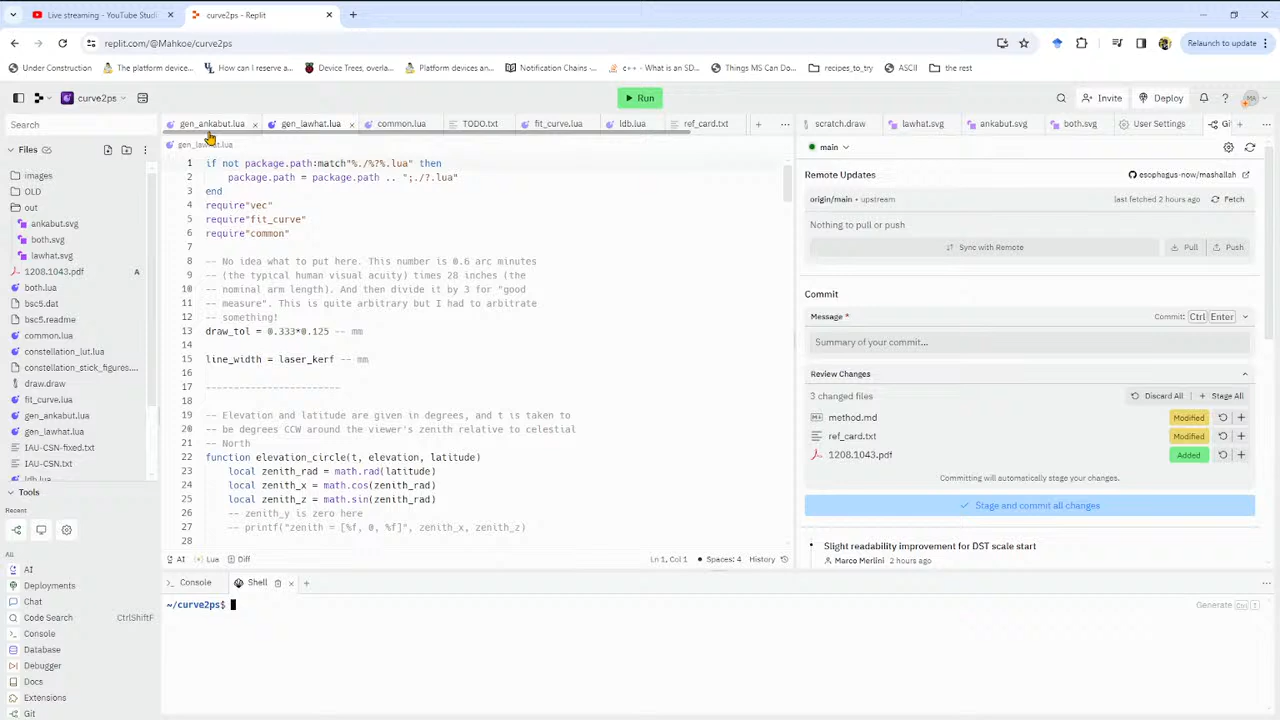 Live streaming - YouTube Studi
curve2ps - Replit
replit.com/@Mahkoe/curve2ps
Relaunch to update
Under Construction
The platform device...
How can I reserve a...
Device Trees, overla...
Platform devices an...
Notification Chains -...
c++ - What is an SD...
Things MS Can Do...
recipes_to_try
ASCII
the rest
curve2ps
Run
Invite
Deploy
MA
Search
gen_ankabut.lua
gen_lawhat.lua
common.lua
TODO.txt
fit_curve.lua
ldb.lua
ref_card.txt
scratch.draw
lawhat.svg
ankabut.svg
both.svg
User Settings
Gi
Files
images
OLD
out
ankabut.svg
both.svg
lawhat.svg
1208.1043.pdf A
both.lua
bsc5.dat
bsc5.readme
common.lua
constellation_lut.lua
constellation_stick_figures....
draw.draw
fit_curve.lua
gen_ankabut.lua
gen_lawhat.lua
IAU-CSN-fixed.txt
IAU-CSN.txt
ldb.lua
Tools
Recent
All
AI
Deployments
Chat
Code Search CtrlShiftF
Console
Database
Debugger
Docs
Extensions
Git
gen_lawhat.lua
1 if not package.path:match"%./%?%.lua" then
2 package.path = package.path .. ";./?.lua"
3 end
4 require"vec"
5 require"fit_curve"
6 require"common"
7
8 -- No idea what to put here. This number is 0.6 arc minutes
9 -- (the typical human visual acuity) times 28 inches (the
10 -- nominal arm length). And then divide it by 3 for "good
11 -- measure". This is quite arbitrary but I had to arbitrate
12 -- something!
13 draw_tol = 0.333*0.125 -- mm
14
15 line_width = laser_kerf -- mm
16
17 ------------------------
18
19 -- Elevation and latitude are given in degrees, and t is taken to
20 -- be degrees CCW around the viewer's zenith relative to celestial
21 -- North
22 function elevation_circle(t, elevation, latitude)
23 local zenith_rad = math.rad(latitude)
24 local zenith_x = math.cos(zenith_rad)
25 local zenith_z = math.sin(zenith_rad)
26 -- zenith_y is zero here
27 -- printf("zenith = [%f, 0, %f]", zenith_x, zenith_z)
28
AI
Lua
Diff
Ln 1, Col 1
Spaces: 4
History
Console
Shell
~/curve2ps$
Generate Ctrl I
main
Remote Updates
esophagus-now/mashallah
origin/main • upstream
last fetched 2 hours ago
Fetch
Nothing to pull or push
Sync with Remote
Pull
Push
Commit
Message *
Commit: Ctrl Enter
Summary of your commit...
Review Changes
3 changed files
Discard All
Stage All
method.md Modified
ref_card.txt Modified
1208.1043.pdf Added
Committing will automatically stage your changes.
Stage and commit all changes
Slight readability improvement for DST scale start
Marco Merlini 2 hours ago